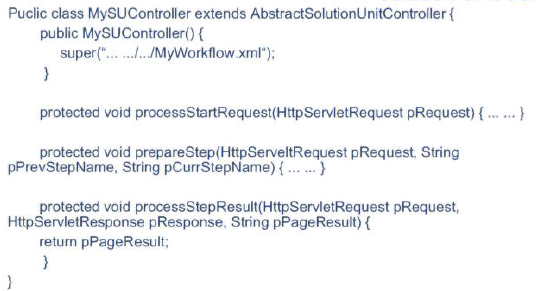 Puclic class MySUController extends AbstractSolutionUnitController {
public MySUController() {
super("... .../.../MyWorkflow.xml");
}
protected void processStartRequest(HttpServletRequest pRequest) { ... ... }
protected void prepareStep(HttpServeltRequest pRequest, String
pPrevStepName, String pCurrStepName) { ... ... }
protected void processStepResult(HttpServletRequest pRequest,
HttpServletResponse pResponse, String pPageResult) {
return pPageResult;
}
}